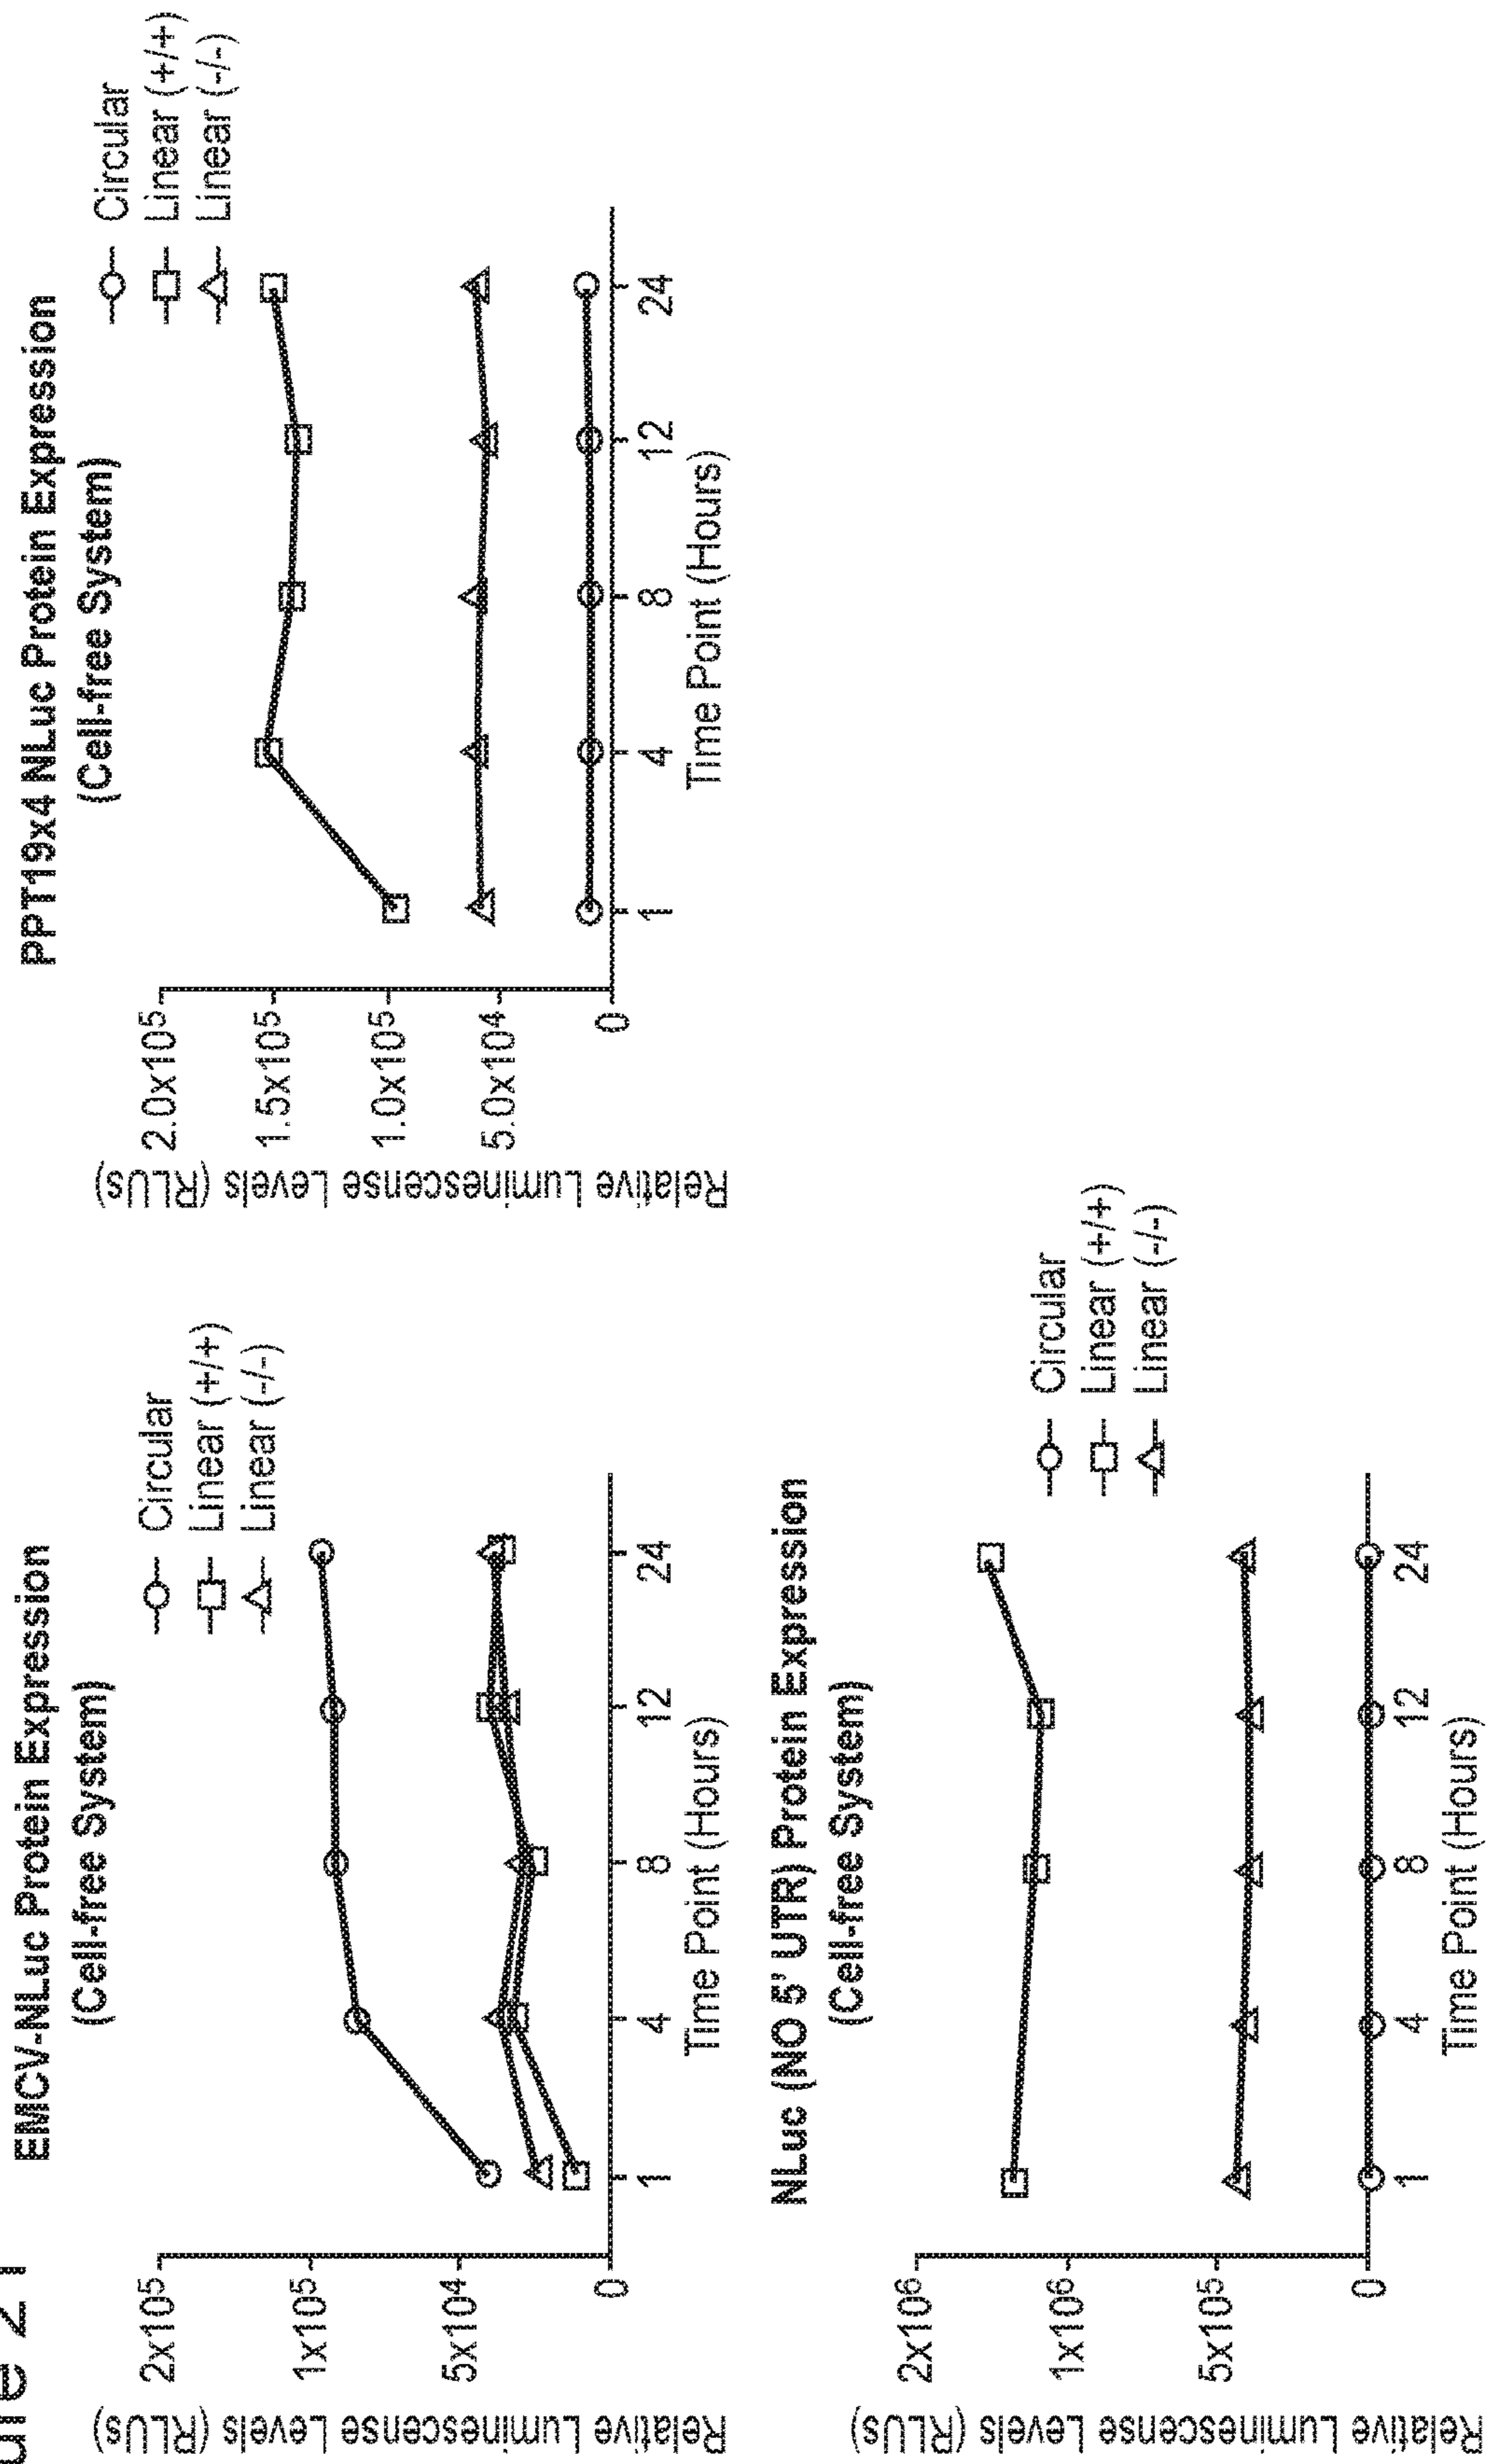 EMCV-NLuc Protein Expression
(Cell-free System)
Relative Luminescense Levels (RLUs)
2x10⁵
1x10⁵
5x10⁴
0
1 4 8 12 24
Time Point (Hours)
Circular
Linear (+/+)
Linear (-/-)
PPT19x4 NLuc Protein Expression
(Cell-free System)
Relative Luminescense Levels (RLUs)
2.0x10⁵
1.5x10⁵
1.0x10⁵
5.0x10⁴
0
1 4 8 12 24
Time Point (Hours)
Circular
Linear (+/+)
Linear (-/-)
NLuc (NO 5' UTR) Protein Expression
(Cell-free System)
Relative Luminescense Levels (RLUs)
2x10⁶
1x10⁶
5x10⁵
0
1 4 8 12 24
Time Point (Hours)
Circular
Linear (+/+)
Linear (-/-)